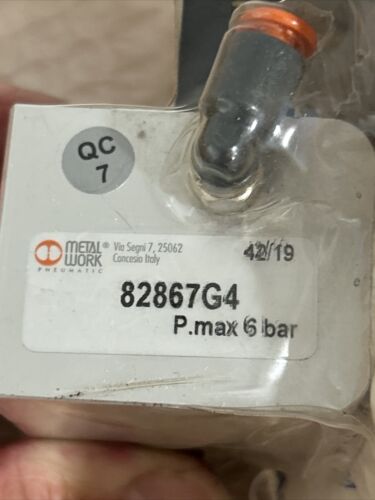 QC
7
METAL® Via Segni 7, 25062
WORK Concesio Italy
PNEUMATIC
42/19
82867G4
P.max 6 bar